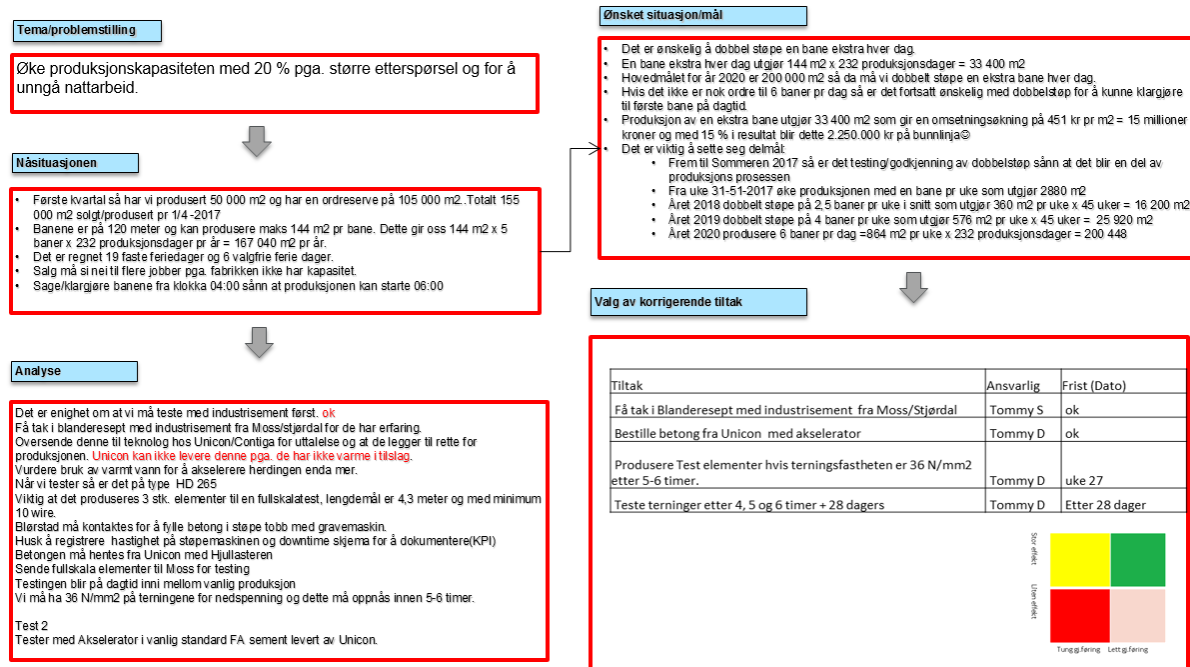 Tema/problemstilling
Øke produksjonskapasiteten med 20 % pga. større etterspørsel og for å
unngå nattarbeid.
Nåsituasjonen
• Første kvartal så har vi produsert 50 000 m2 og har en ordreserve på 105 000 m2..Totalt 155
000 m2 solgt/produsert pr 1/4 -2017
• Banene er på 120 meter og kan produsere maks 144 m2 pr bane. Dette gir oss 144 m2 x 5
baner x 232 produksjonsdager pr år = 167 040 m2 pr år.
• Det er regnet 19 faste feriedager og 6 valgfrie ferie dager.
• Salg må si nei til flere jobber pga. fabrikken ikke har kapasitet.
• Sage/klargjøre banene fra klokka 04:00 sånn at produksjonen kan starte 06:00
Analyse
Det er enighet om at vi må teste med industrisement først. ok
Få tak i blanderesept med industrisement fra Moss/stjørdal for de har erfaring.
Oversende denne til teknolog hos Unicon/Contiga for uttalelse og at de legger til rette for
produksjonen. Unicon kan ikke levere denne pga. de har ikke varme i tilslag.
Vurdere bruk av varmt vann for å akselerere herdingen enda mer.
Når vi tester så er det på type HD 265
Viktig at det produseres 3 stk. elementer til en fullskalatest, lengdemål er 4,3 meter og med minimum
10 wire.
Blørstad må kontaktes for å fylle betong i støpe tobb med gravemaskin.
Husk å registrere hastighet på støpemaskinen og downtime skjema for å dokumentere(KPI)
Betongen må hentes fra Unicon med Hjullasteren
Sende fullskala elementer til Moss for testing
Testingen blir på dagtid inni mellom vanlig produksjon
Vi må ha 36 N/mm2 på terningene for nedspenning og dette må oppnås innen 5-6 timer.
Test 2
Tester med Akselerator i vanlig standard FA sement levert av Unicon.
Ønsket situasjon/mål
• Det er ønskelig å dobbel støpe en bane ekstra hver dag.
• En bane ekstra hver dag utgjør 144 m2 x 232 produksjonsdager = 33 400 m2
• Hovedmålet for år 2020 er 200 000 m2 så da må vi dobbelt støpe en ekstra bane hver dag.
• Hvis det ikke er nok ordre til 6 baner pr dag så er det fortsatt ønskelig med dobbelstøp for å kunne klargjøre
til første bane på dagtid.
• Produksjon av en ekstra bane utgjør 33 400 m2 som gir en omsetningsøkning på 451 kr pr m2 = 15 millioner
kroner og med 15 % i resultat blir dette 2.250.000 kr på bunnlinja☺
• Det er viktig å sette seg delmål:
• Frem til Sommeren 2017 så er det testing/godkjenning av dobbelstøp sånn at det blir en del av
produksjons prosessen
• Fra uke 31-51-2017 øke produksjonen med en bane pr uke som utgjør 2880 m2
• Året 2018 dobbelt støpe på 2,5 baner pr uke i snitt som utgjør 360 m2 pr uke x 45 uker = 16 200 m2
• Året 2019 dobbelt støpe på 4 baner pr uke som utgjør 576 m2 pr uke x 45 uker = 25 920 m2
• Året 2020 produsere 6 baner pr dag =864 m2 pr uke x 232 produksjonsdager = 200 448
Valg av korrigerende tiltak
Tiltak Ansvarlig Frist (Dato)
Få tak i Blanderesept med industrisement fra Moss/Stjørdal Tommy S ok
Bestille betong fra Unicon med akselerator Tommy D ok
Produsere Test elementer hvis terningsfastheten er 36 N/mm2
etter 5-6 timer. Tommy D uke 27
Teste terninger etter 4, 5 og 6 timer + 28 dagers Tommy D Etter 28 dager
Stor effekt
Uten effekt
Tung gj.føring Lett gj.føring